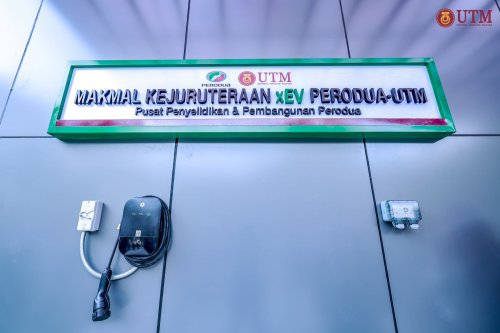 UTM
PERODUA
UTM
MAKMAL KEJURUTERAAN xEV PERODUA-UTM
Pusat Penyelidikan & Pembangunan Perodua